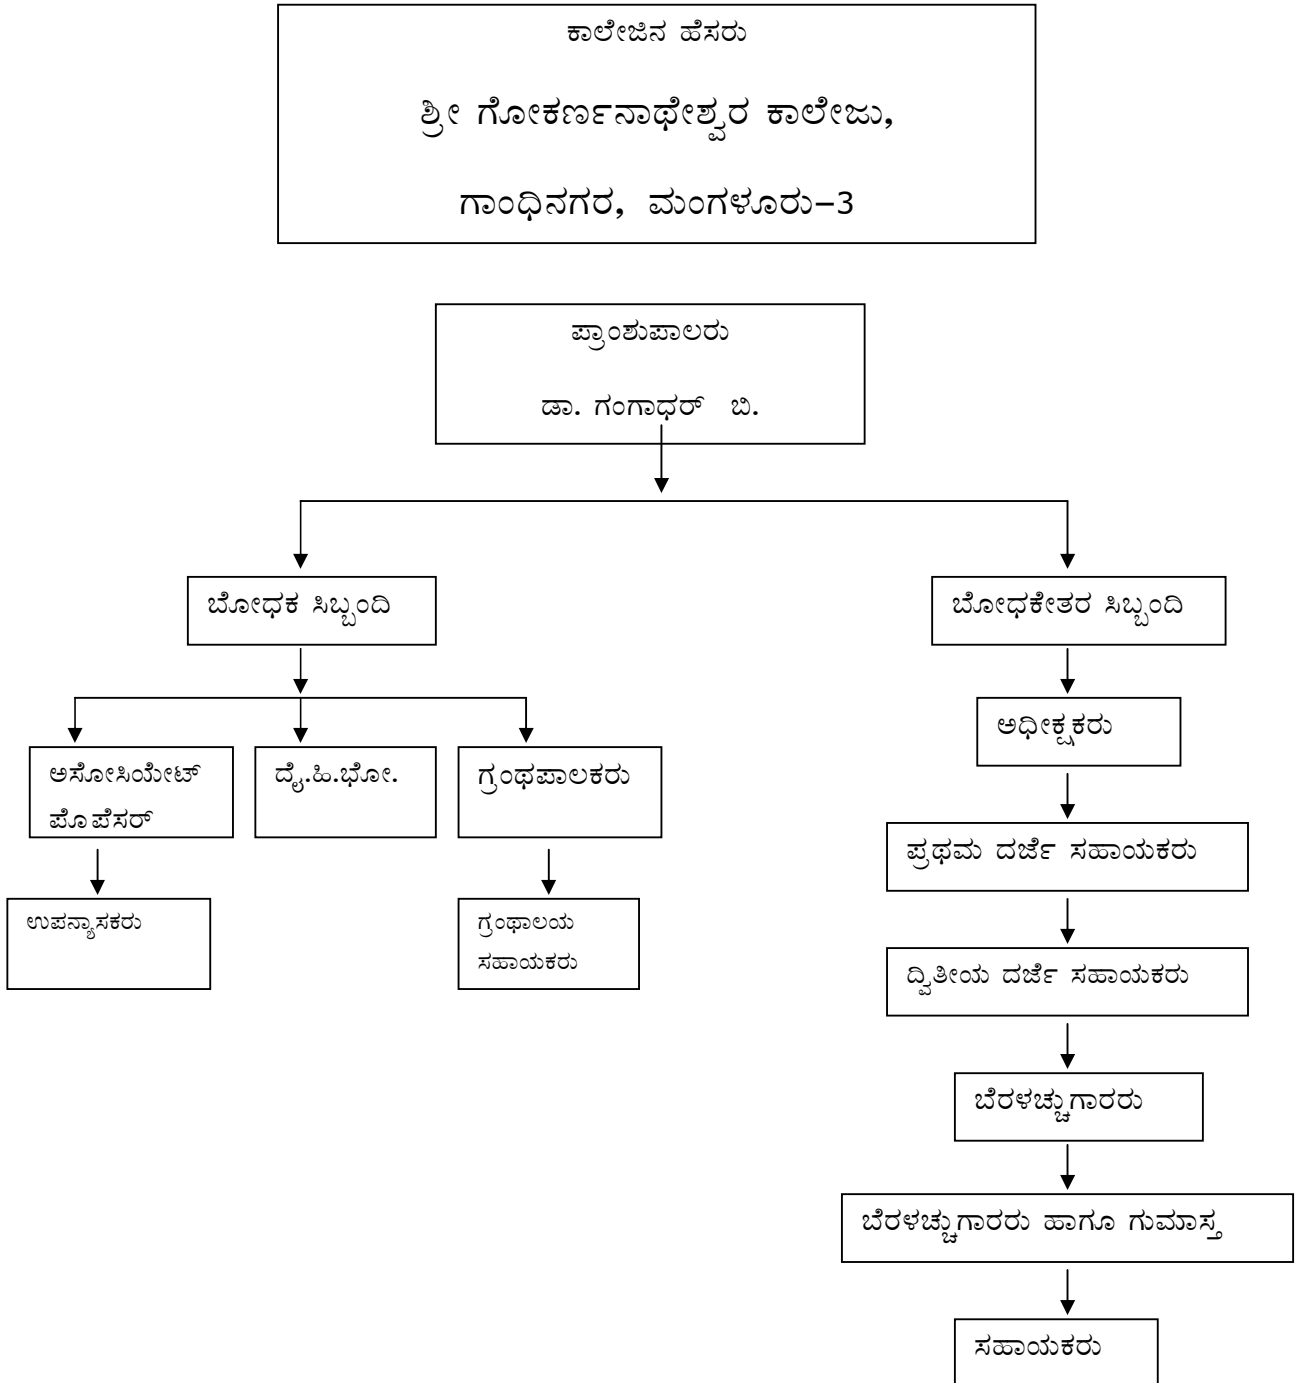 ಕಾಲೇಜಿನ ಹೆಸರು
ಶ್ರೀ ಗೋಕರ್ಣನಾಥೇಶ್ವರ ಕಾಲೇಜು,
ಗಾಂಧಿನಗರ, ಮಂಗಳೂರು–3
ಪ್ರಾಂಶುಪಾಲರು
ಡಾ. ಗಂಗಾಧರ್ ಬಿ.
ಬೋಧಕ ಸಿಬ್ಬಂದಿ
ಬೋಧಕೇತರ ಸಿಬ್ಬಂದಿ
ಅಸೋಸಿಯೇಟ್
ಪೊಪೆಸರ್
ದೈ.ಹಿ.ಭೋ.
ಗ್ರಂಥಪಾಲಕರು
ಉಪನ್ಯಾಸಕರು
ಗ್ರಂಥಾಲಯ
ಸಹಾಯಕರು
ಅಧೀಕ್ಷಕರು
ಪ್ರಥಮ ದರ್ಜೆ ಸಹಾಯಕರು
ದ್ವಿತೀಯ ದರ್ಜೆ ಸಹಾಯಕರು
ಬೆರಳಚ್ಚುಗಾರರು
ಬೆರಳಚ್ಚುಗಾರರು ಹಾಗೂ ಗುಮಾಸ್ತ
ಸಹಾಯಕರು